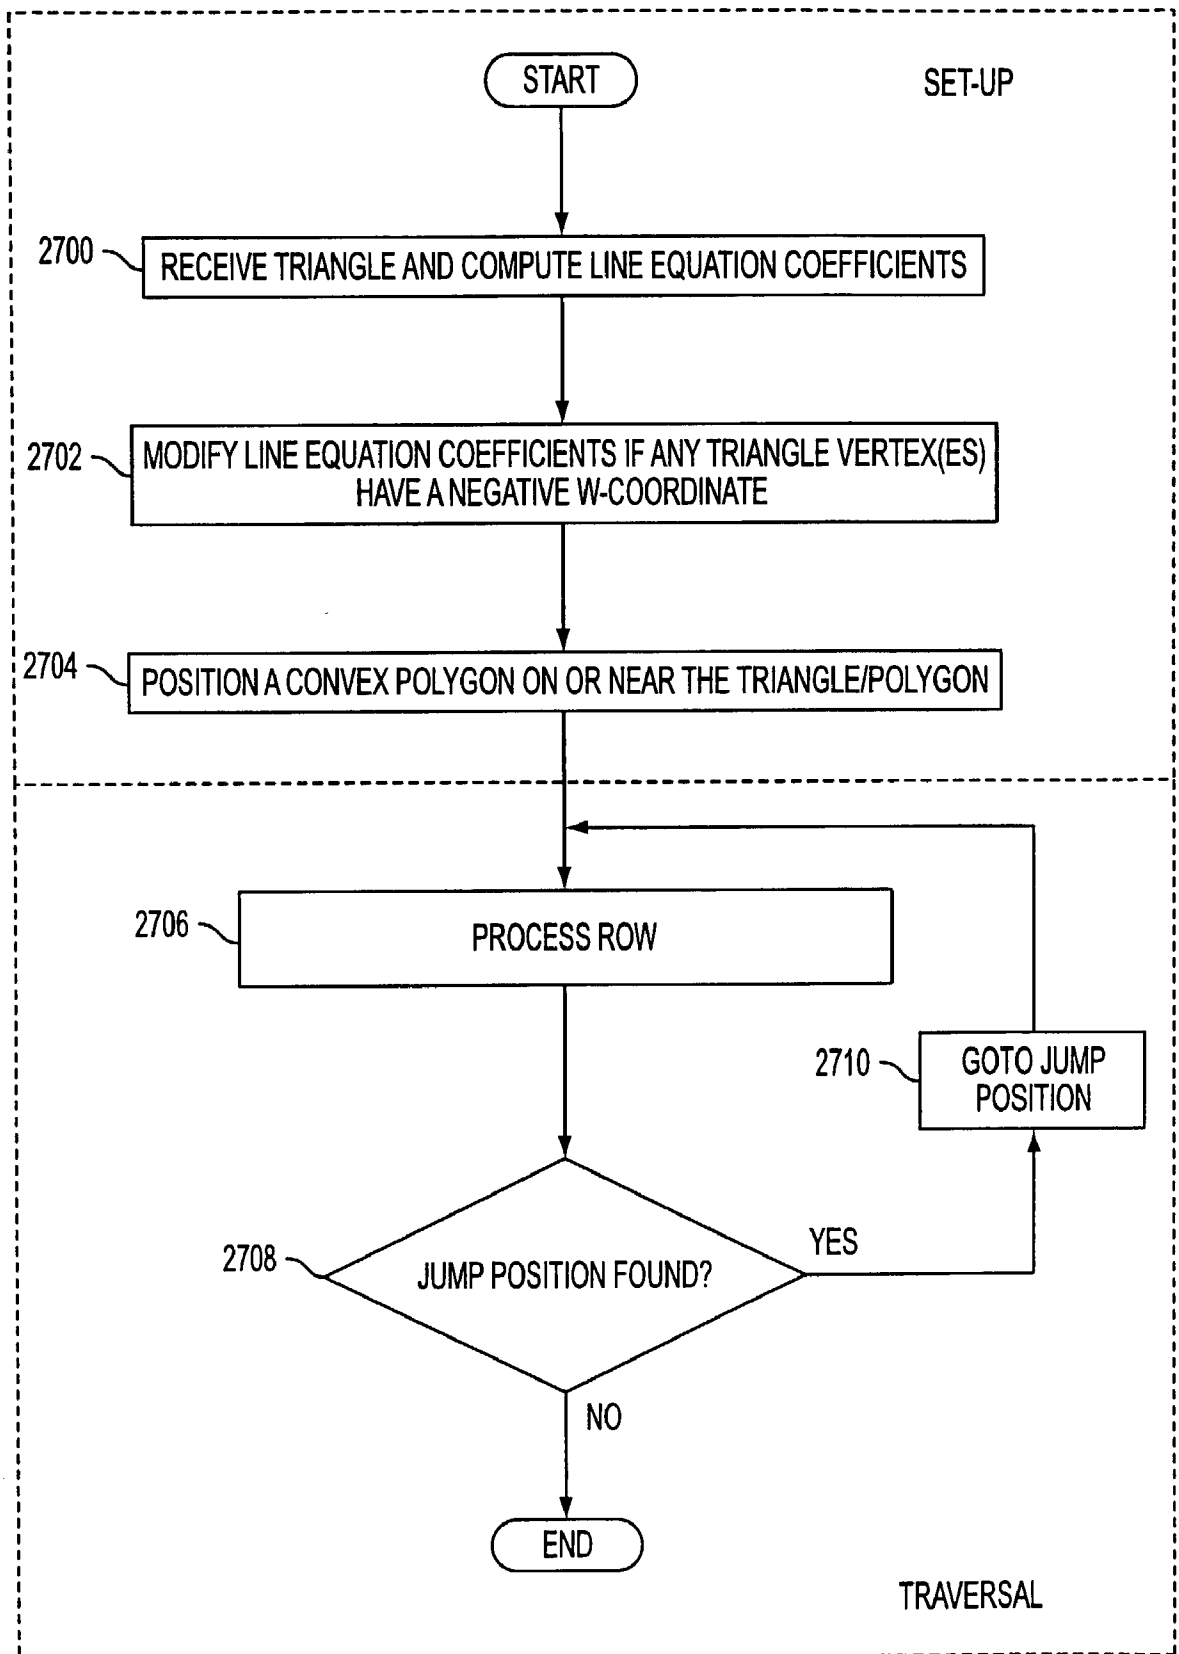 START
SET-UP
2700
RECEIVE TRIANGLE AND COMPUTE LINE EQUATION COEFFICIENTS
2702
MODIFY LINE EQUATION COEFFICIENTS IF ANY TRIANGLE VERTEX(ES)
HAVE A NEGATIVE W-COORDINATE
2704
POSITION A CONVEX POLYGON ON OR NEAR THE TRIANGLE/POLYGON
2706
PROCESS ROW
2710
GOTO JUMP
POSITION
2708
JUMP POSITION FOUND?
YES
NO
END
TRAVERSAL